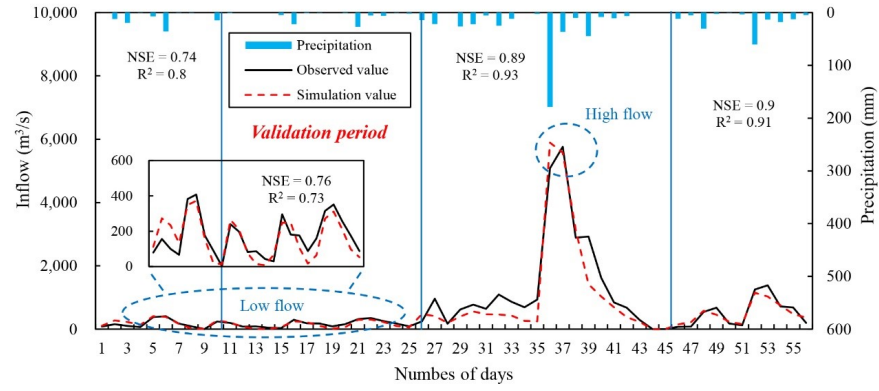 10,000
8,000
6,000
4,000
2,000
0
Inflow (m³/s)
0
100
200
300
400
500
600
Precipitation (mm)
NSE = 0.74
R² = 0.8
Precipitation
Observed value
Simulation value
Validation period
NSE = 0.89
R² = 0.93
High flow
NSE = 0.9
R² = 0.91
600
400
200
0
NSE = 0.76
R² = 0.73
Low flow
1 3 5 7 9 11 13 15 17 19 21 23 25 27 29 31 33 35 37 39 41 43 45 47 49 51 53 55
Numbes of days